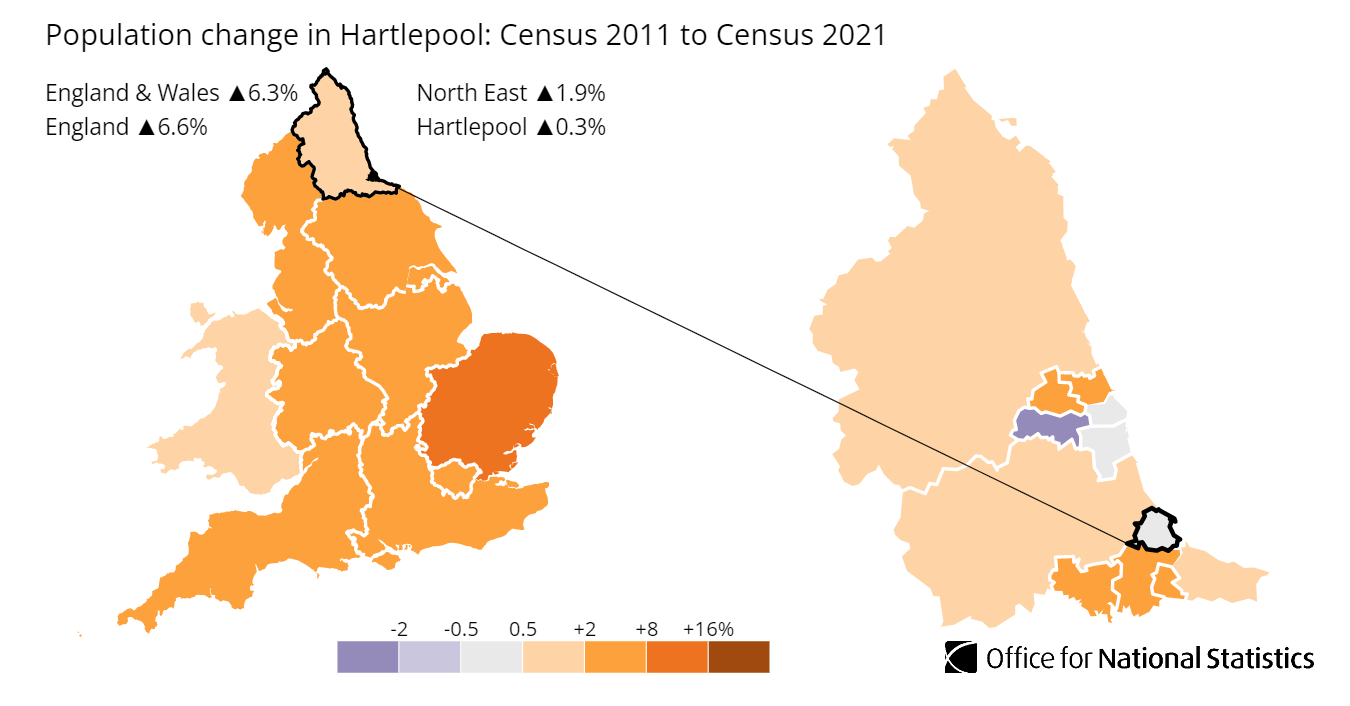 Population change in Hartlepool: Census 2011 to Census 2021
England & Wales ▲6.3%
England ▲6.6%
North East ▲1.9%
Hartlepool ▲0.3%
-2 -0.5 0.5 +2 +8 +16%
Office for National Statistics